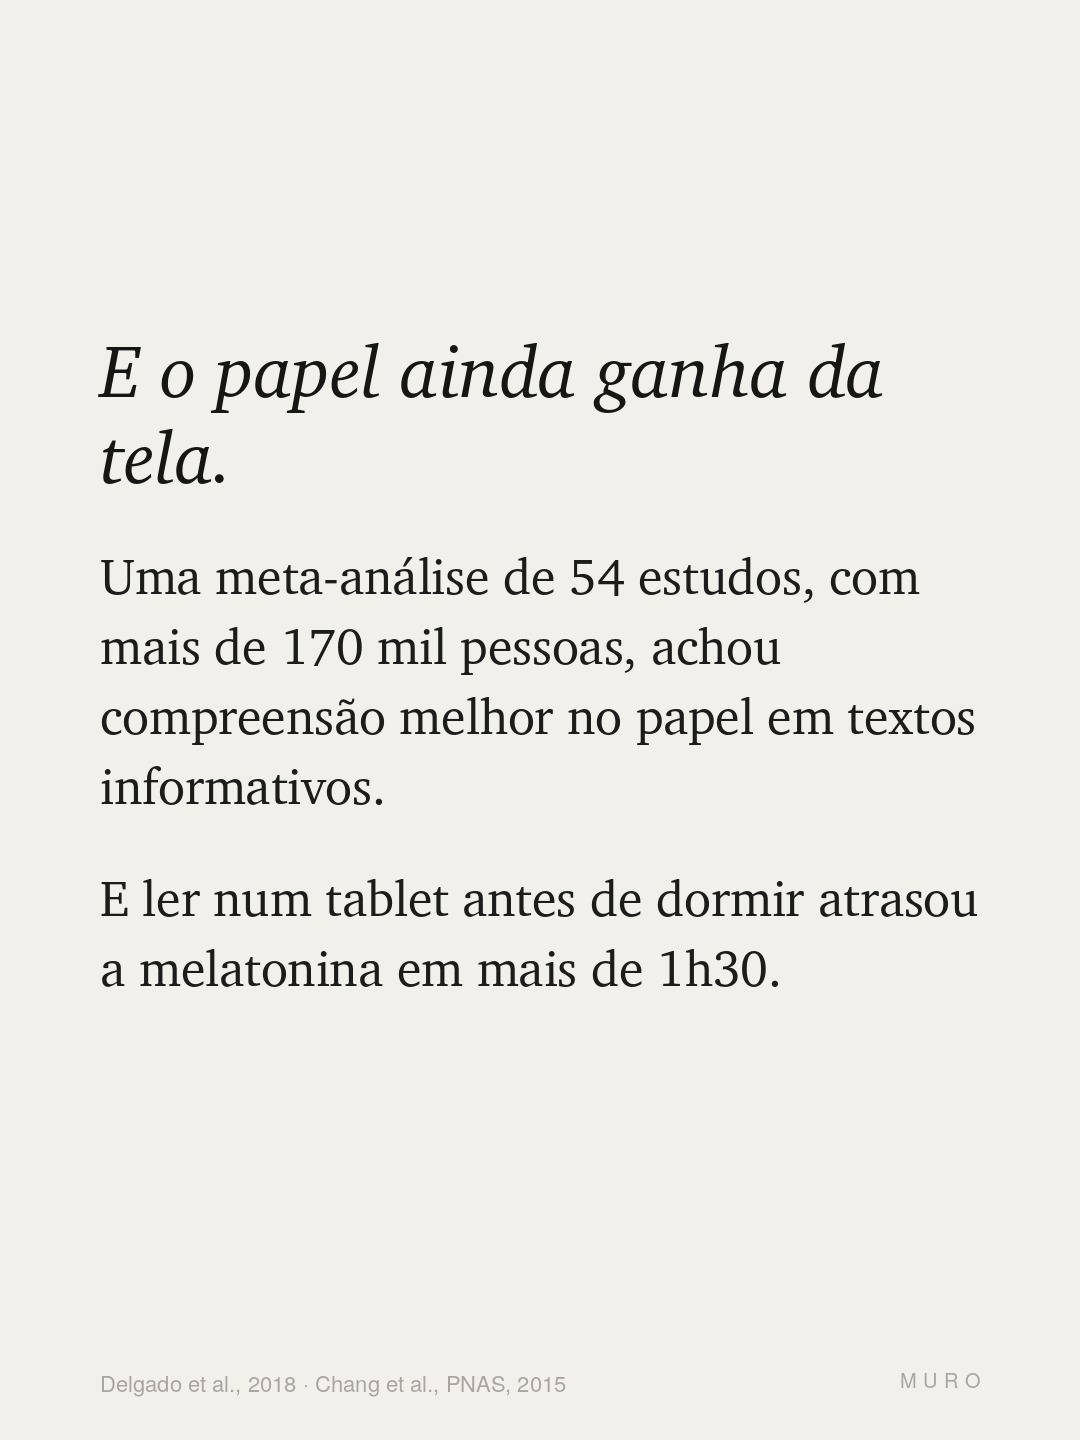 E o papel ainda ganha da
tela.
Uma meta-análise de 54 estudos, com
mais de 170 mil pessoas, achou
compreensão melhor no papel em textos
informativos.
E ler num tablet antes de dormir atrasou
a melatonina em mais de 1h30.
Delgado et al., 2018 · Chang et al., PNAS, 2015
MURO